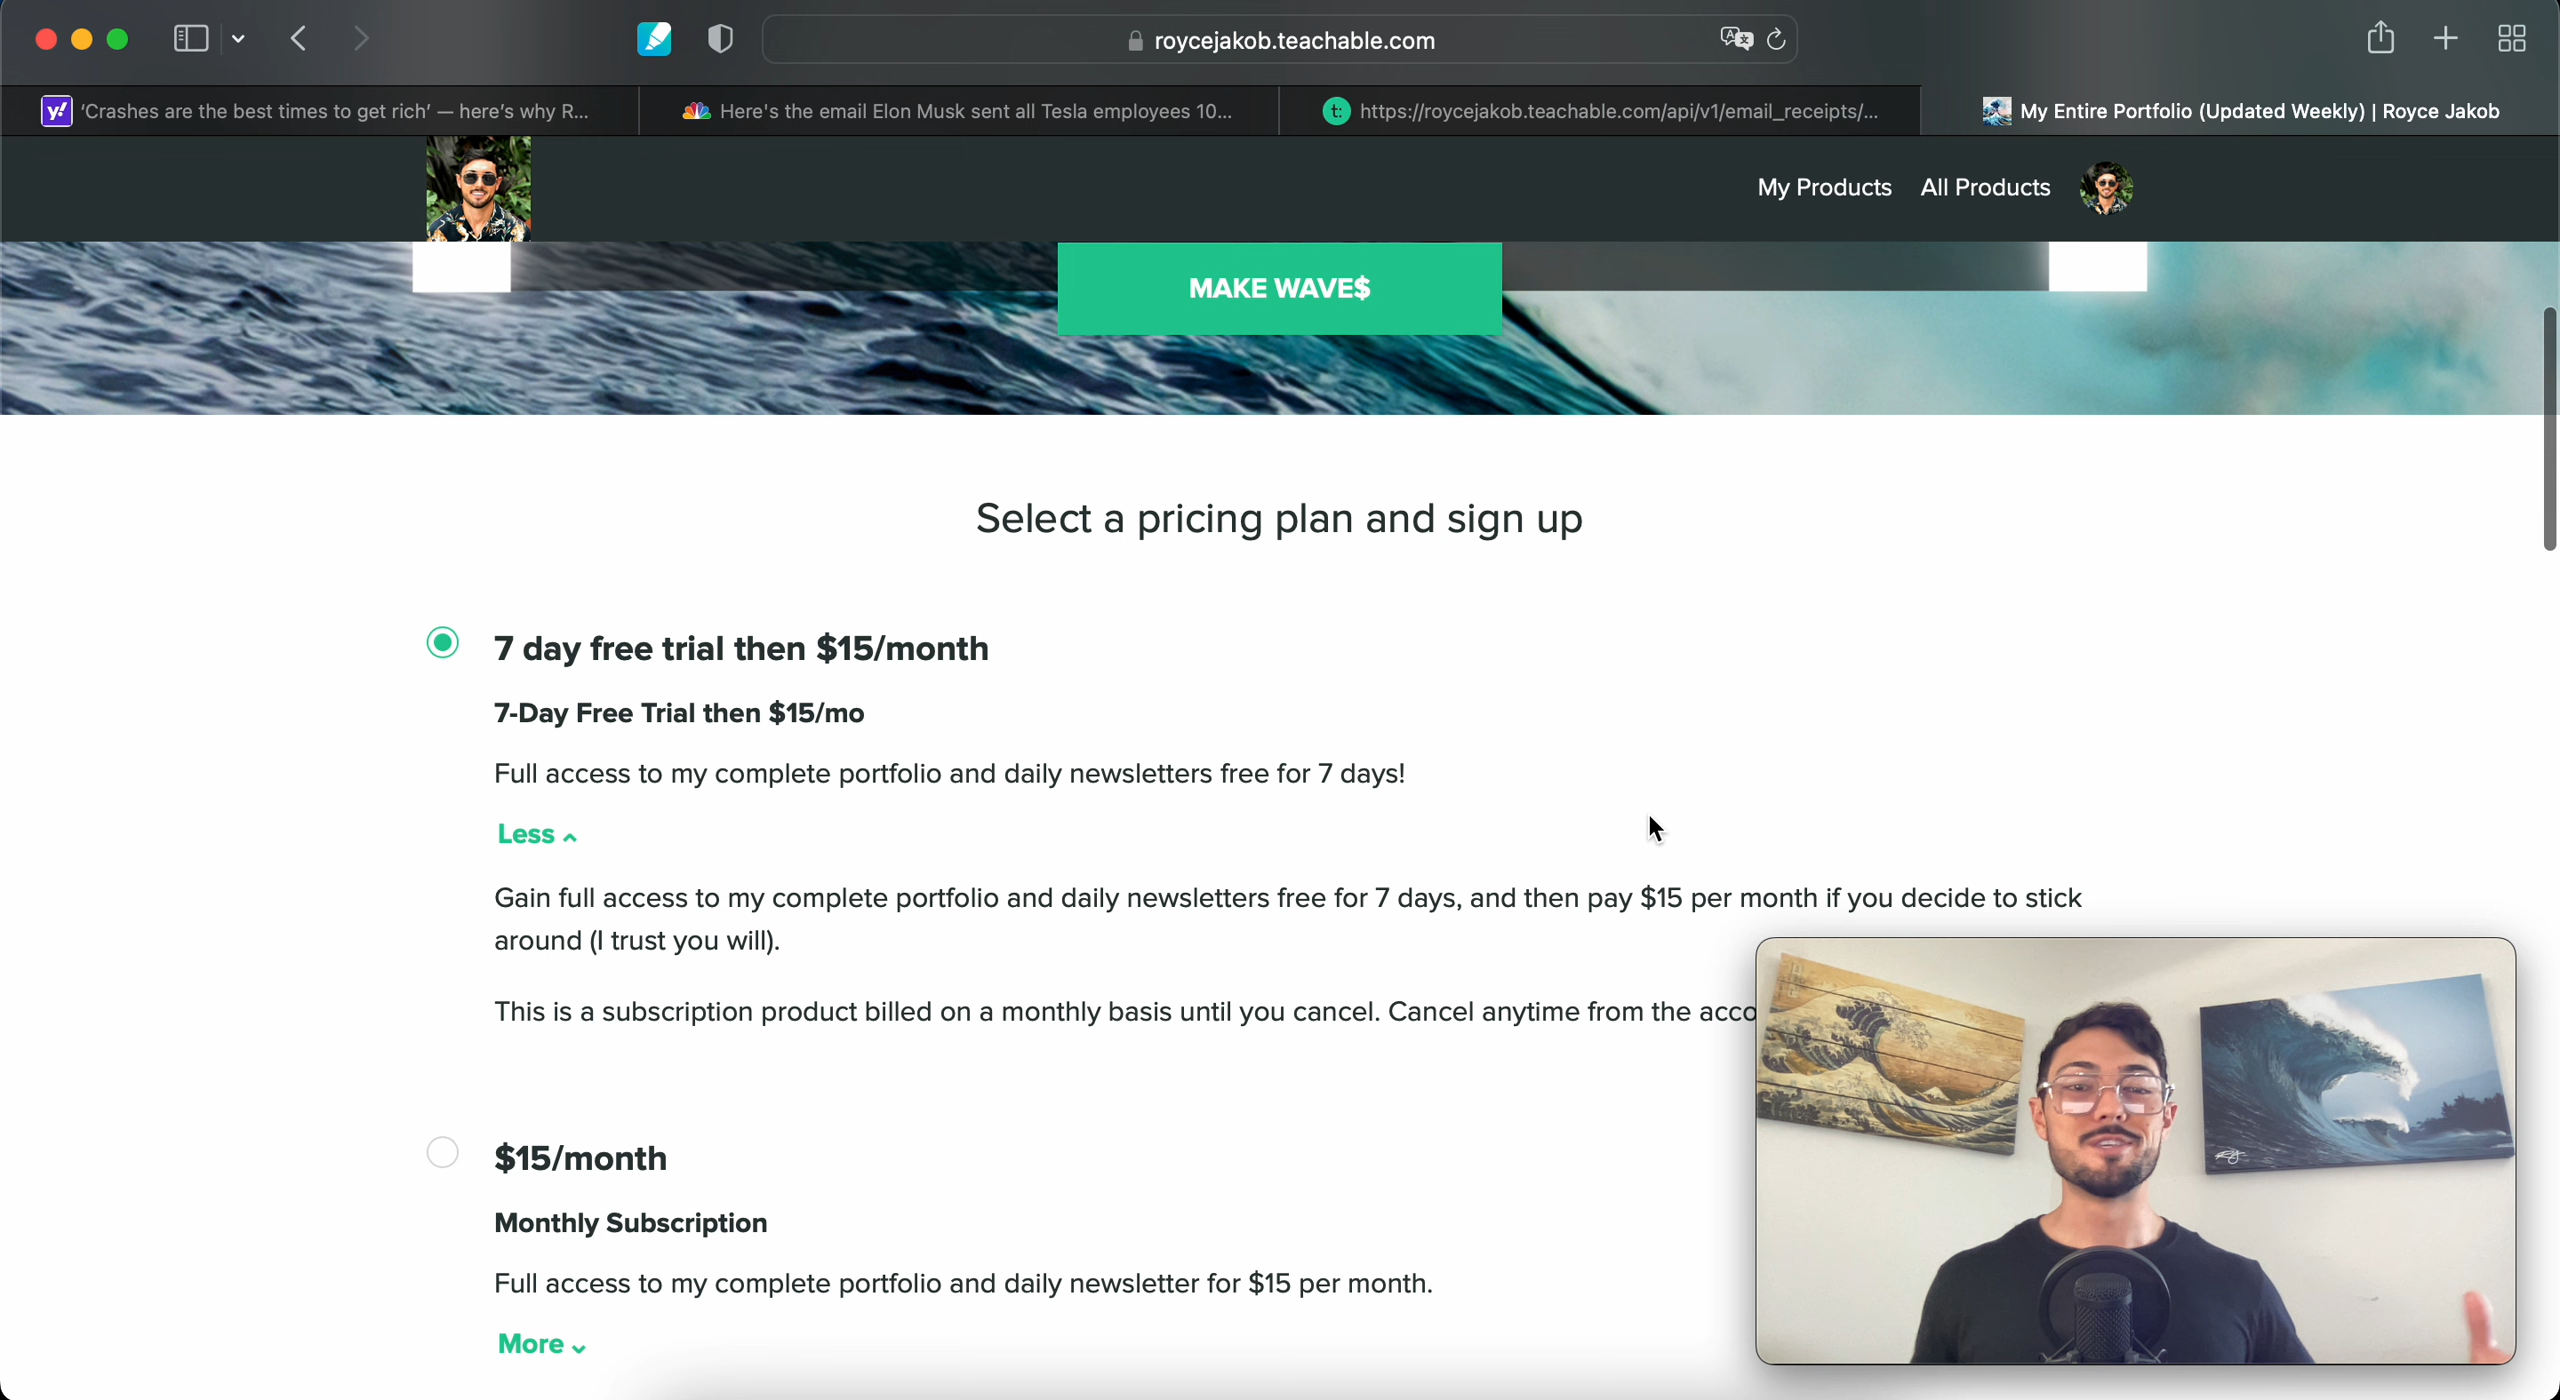 roycejakob.teachable.com
'Crashes are the best times to get rich' — here's why R...
Here's the email Elon Musk sent all Tesla employees 10...
https://roycejakob.teachable.com/api/v1/email_receipts/...
My Entire Portfolio (Updated Weekly) | Royce Jakob
My Products All Products
MAKE WAVE$
Select a pricing plan and sign up
7 day free trial then $15/month
7-Day Free Trial then $15/mo
Full access to my complete portfolio and daily newsletters free for 7 days!
Less
Gain full access to my complete portfolio and daily newsletters free for 7 days, and then pay $15 per month if you decide to stick
around (I trust you will).
This is a subscription product billed on a monthly basis until you cancel. Cancel anytime from the acco
$15/month
Monthly Subscription
Full access to my complete portfolio and daily newsletter for $15 per month.
More